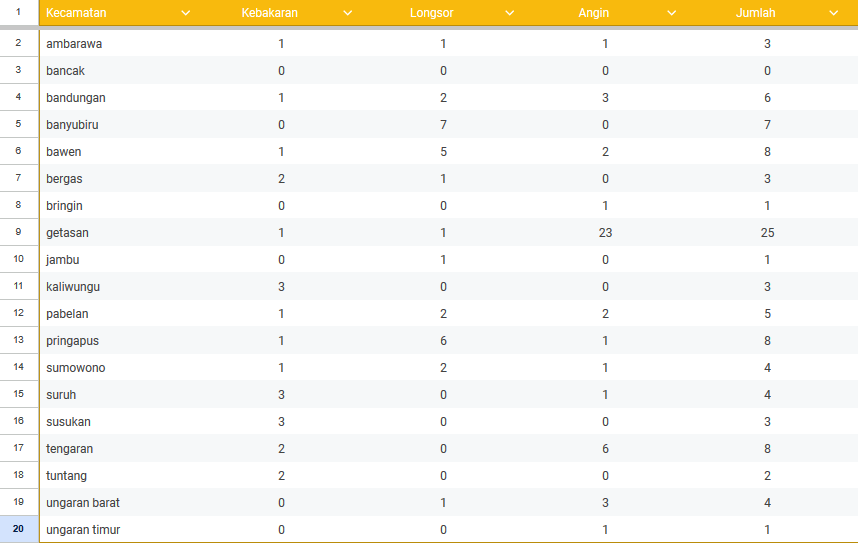 1 Kecamatan Kebakaran Longsor Angin Jumlah
2 ambarawa 1 1 1 3
3 bancak 0 0 0 0
4 bandungan 1 2 3 6
5 banyubiru 0 7 0 7
6 bawen 1 5 2 8
7 bergas 2 1 0 3
8 bringin 0 0 1 1
9 getasan 1 1 23 25
10 jambu 0 1 0 1
11 kaliwungu 3 0 0 3
12 pabelan 1 2 2 5
13 pringapus 1 6 1 8
14 sumowono 1 2 1 4
15 suruh 3 0 1 4
16 susukan 3 0 0 3
17 tengaran 2 0 6 8
18 tuntang 2 0 0 2
19 ungaran barat 0 1 3 4
20 ungaran timur 0 0 1 1